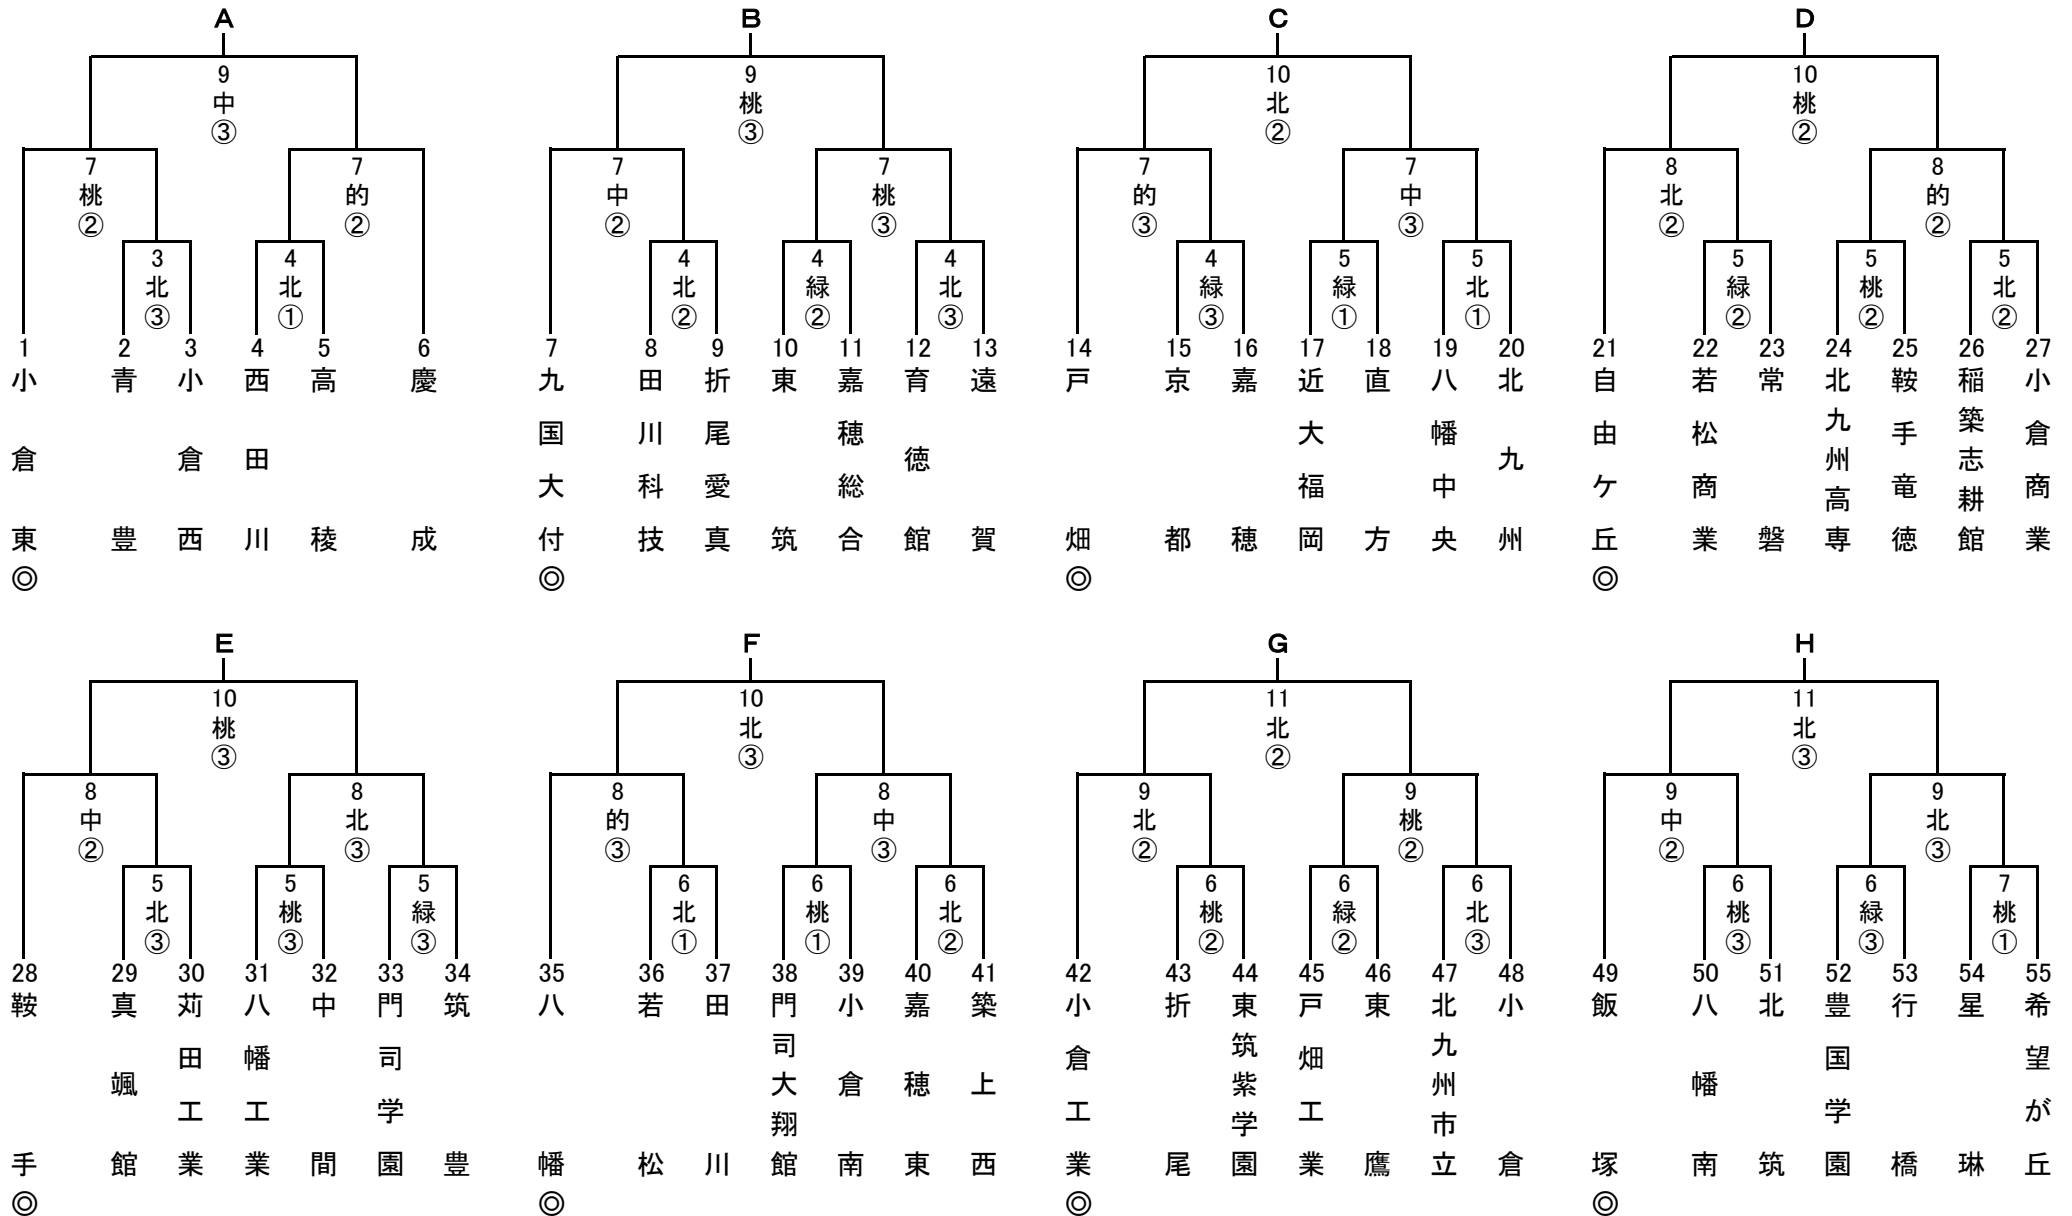 A B C D
9 9 10 10
中 桃 北 桃
③ ③ ② ②
7 7 7 7 7 7 8 8
桃 的 中 桃 的 中 北 的
② ② ② ③ ③ ③ ② ②
3 4 4 4 4 4 5 5 5 5 5
北 北 北 緑 北 緑 緑 北 緑 桃 北
③ ① ② ② ③ ③ ① ① ② ② ②
1 小倉東 ◎
2 青豊
3 小倉西
4 西田川
5 高稜
6 慶成
7 九国大付 ◎
8 田川科技
9 折尾愛真
10 東筑
11 嘉穂総合
12 育徳館
13 遠賀
14 戸畑 ◎
15 京都
16 嘉穂
17 近大福岡
18 直方
19 八幡中央
20 北九州
21 自由ケ丘 ◎
22 若松商業
23 常磐
24 北九州高専
25 鞍手竜徳
26 稲築志耕館
27 小倉商業
E F G H
10 10 11 11
桃 北 北 北
③ ③ ② ③
8 8 8 8 9 9 9 9
中 北 的 中 北 桃 中 北
② ③ ③ ③ ② ② ② ③
5 5 5 6 6 6 6 6 6 6 6 7
北 桃 緑 北 桃 北 桃 緑 北 桃 緑 桃
③ ③ ③ ① ① ② ② ② ③ ③ ③ ①
28 鞍手 ◎
29 真颯館
30 苅田工業
31 八幡工業
32 中間
33 門司学園
34 筑豊
35 八幡 ◎
36 若松
37 田川
38 門司大翔館
39 小倉南
40 嘉穂東
41 築上西
42 小倉工業 ◎
43 折尾
44 東筑紫学園
45 戸畑工業
46 東鷹
47 北九州市立
48 小倉
49 飯塚 ◎
50 八幡南
51 北筑
52 豊国学園
53 行橋
54 星琳
55 希望が丘